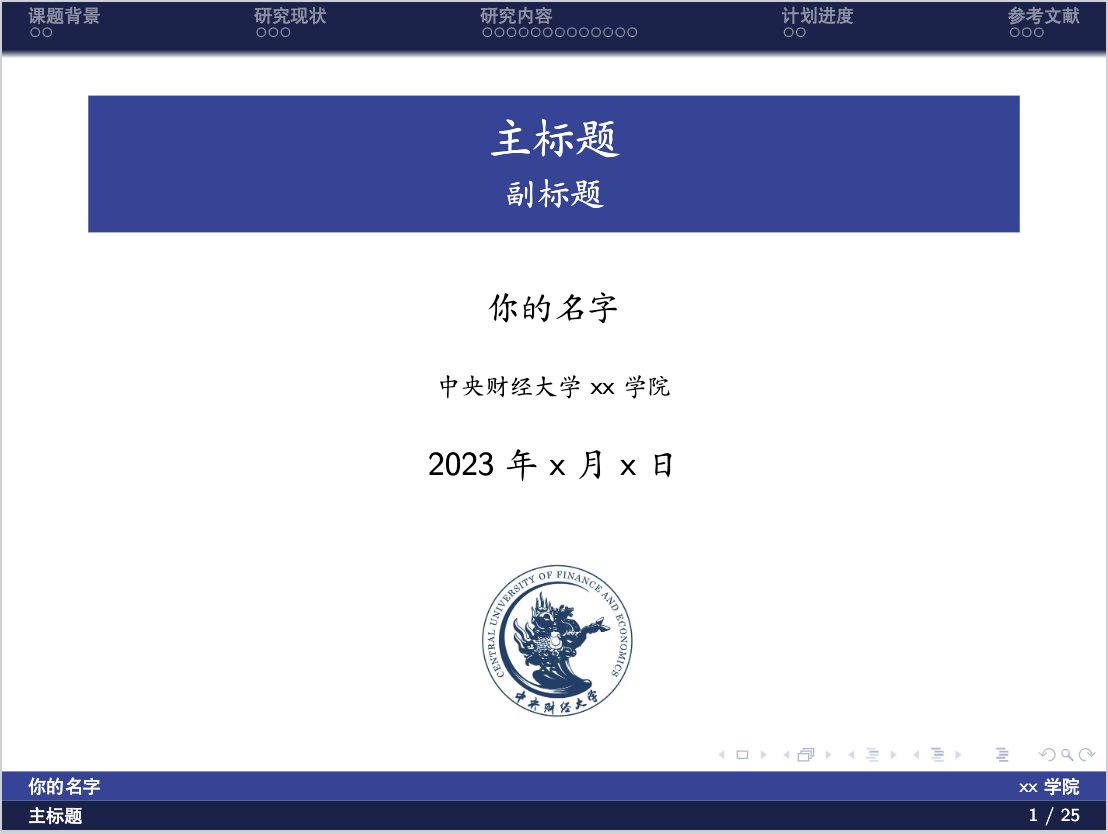 课题背景 研究现状 研究内容 计划进度 参考文献
主标题
副标题
你的名字
中央财经大学 xx 学院
2023 年 x 月 x 日
CENTRAL UNIVERSITY OF FINANCE AND ECONOMICS
中央财经大学
你的名字 xx 学院
主标题 1 / 25